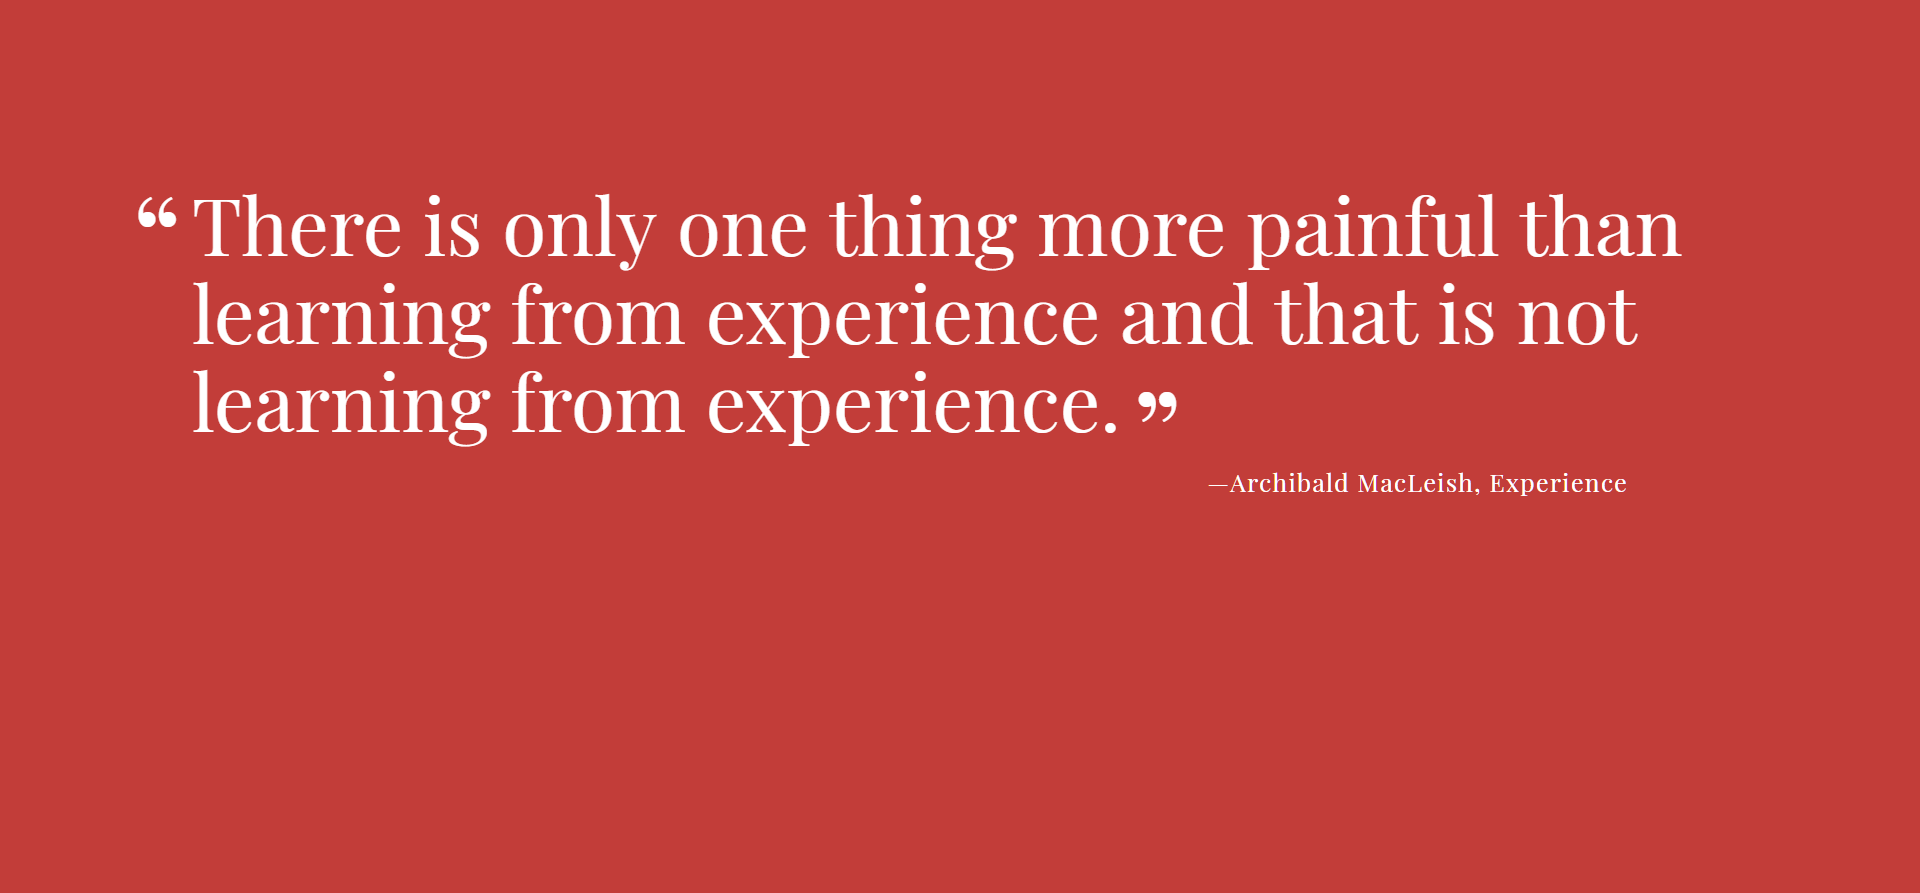 “There is only one thing more painful than
learning from experience and that is not
learning from experience.”
—Archibald MacLeish, Experience